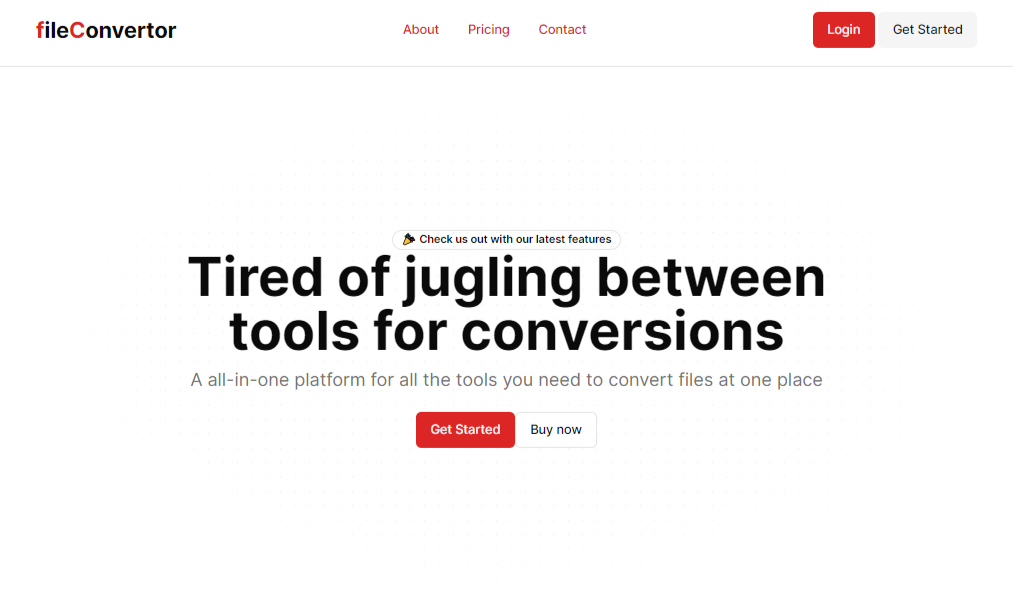 fileConvertor
About Pricing Contact
Login Get Started
🎉 Check us out with our latest features
Tired of jugling between
tools for conversions
A all-in-one platform for all the tools you need to convert files at one place
Get Started Buy now